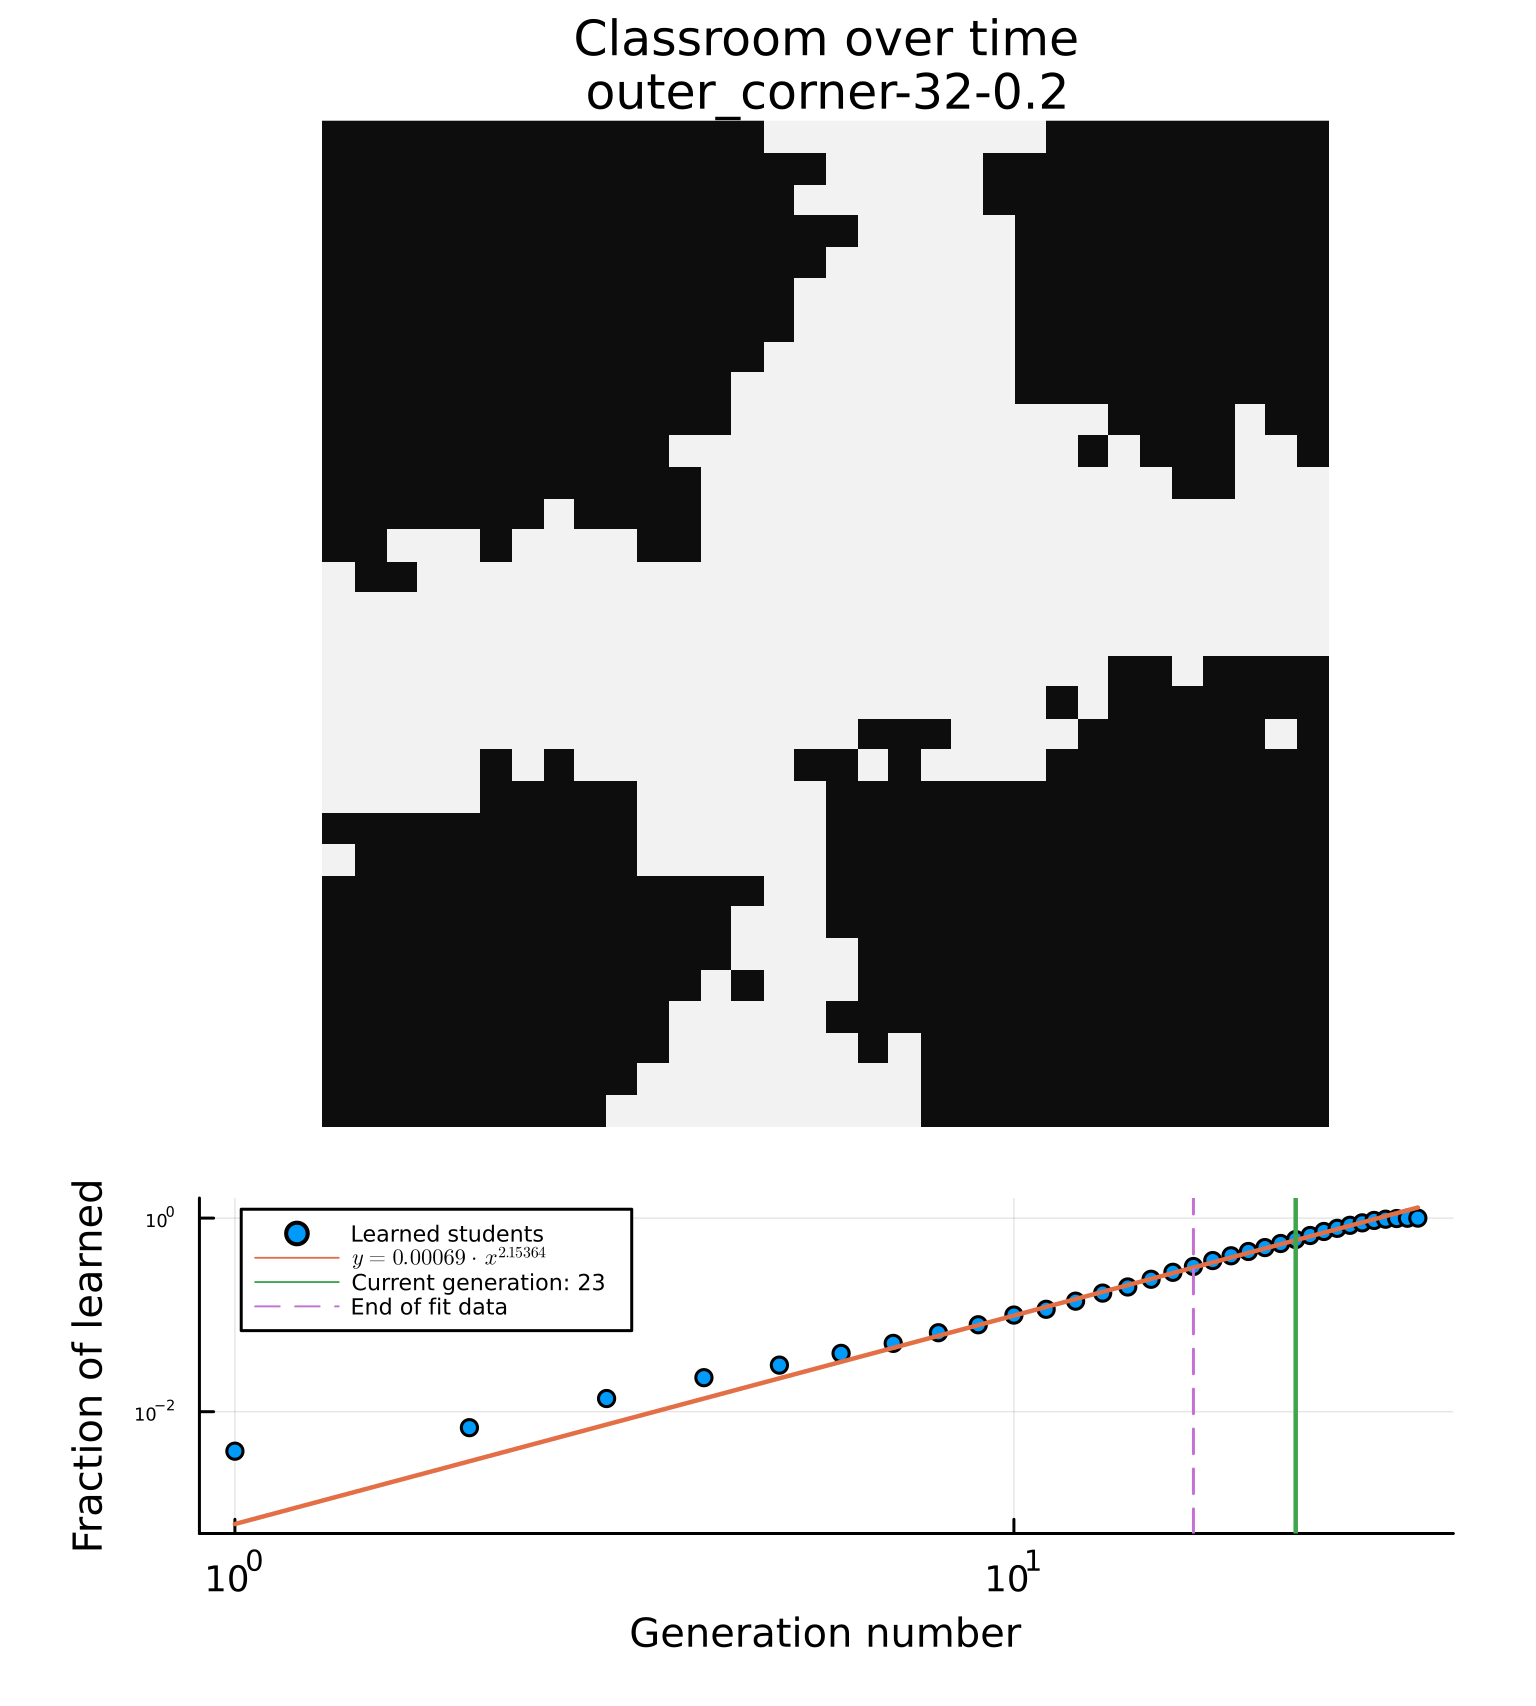 Classroom over time
outer_corner-32-0.2
Fraction of learned
10^0
10^-2
Learned students
y = 0.00069 · x^2.15364
Current generation: 23
End of fit data
10^0
10^1
Generation number